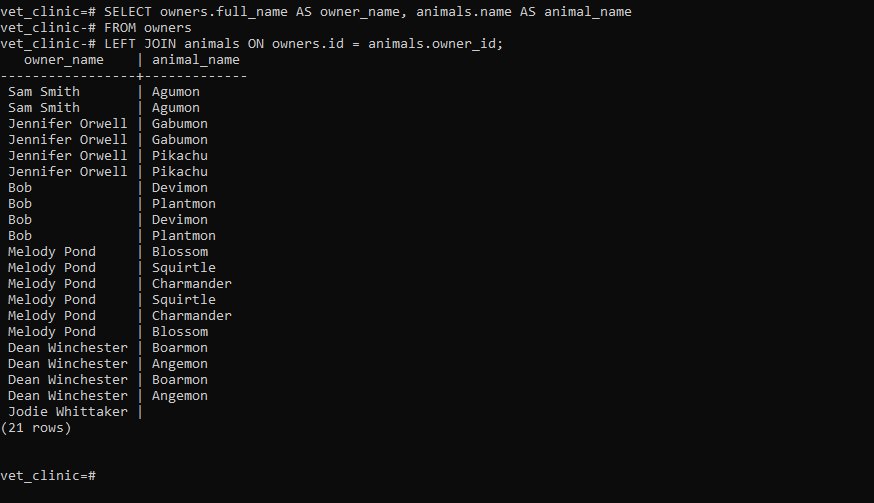 vet_clinic=# SELECT owners.full_name AS owner_name, animals.name AS animal_name
vet_clinic-# FROM owners
vet_clinic-# LEFT JOIN animals ON owners.id = animals.owner_id;
   owner_name    | animal_name
-----------------+-------------
 Sam Smith       | Agumon
 Sam Smith       | Agumon
 Jennifer Orwell | Gabumon
 Jennifer Orwell | Gabumon
 Jennifer Orwell | Pikachu
 Jennifer Orwell | Pikachu
 Bob             | Devimon
 Bob             | Plantmon
 Bob             | Devimon
 Bob             | Plantmon
 Melody Pond     | Blossom
 Melody Pond     | Squirtle
 Melody Pond     | Charmander
 Melody Pond     | Squirtle
 Melody Pond     | Charmander
 Melody Pond     | Blossom
 Dean Winchester | Boarmon
 Dean Winchester | Angemon
 Dean Winchester | Boarmon
 Dean Winchester | Angemon
 Jodie Whittaker |
(21 rows)
vet_clinic=#